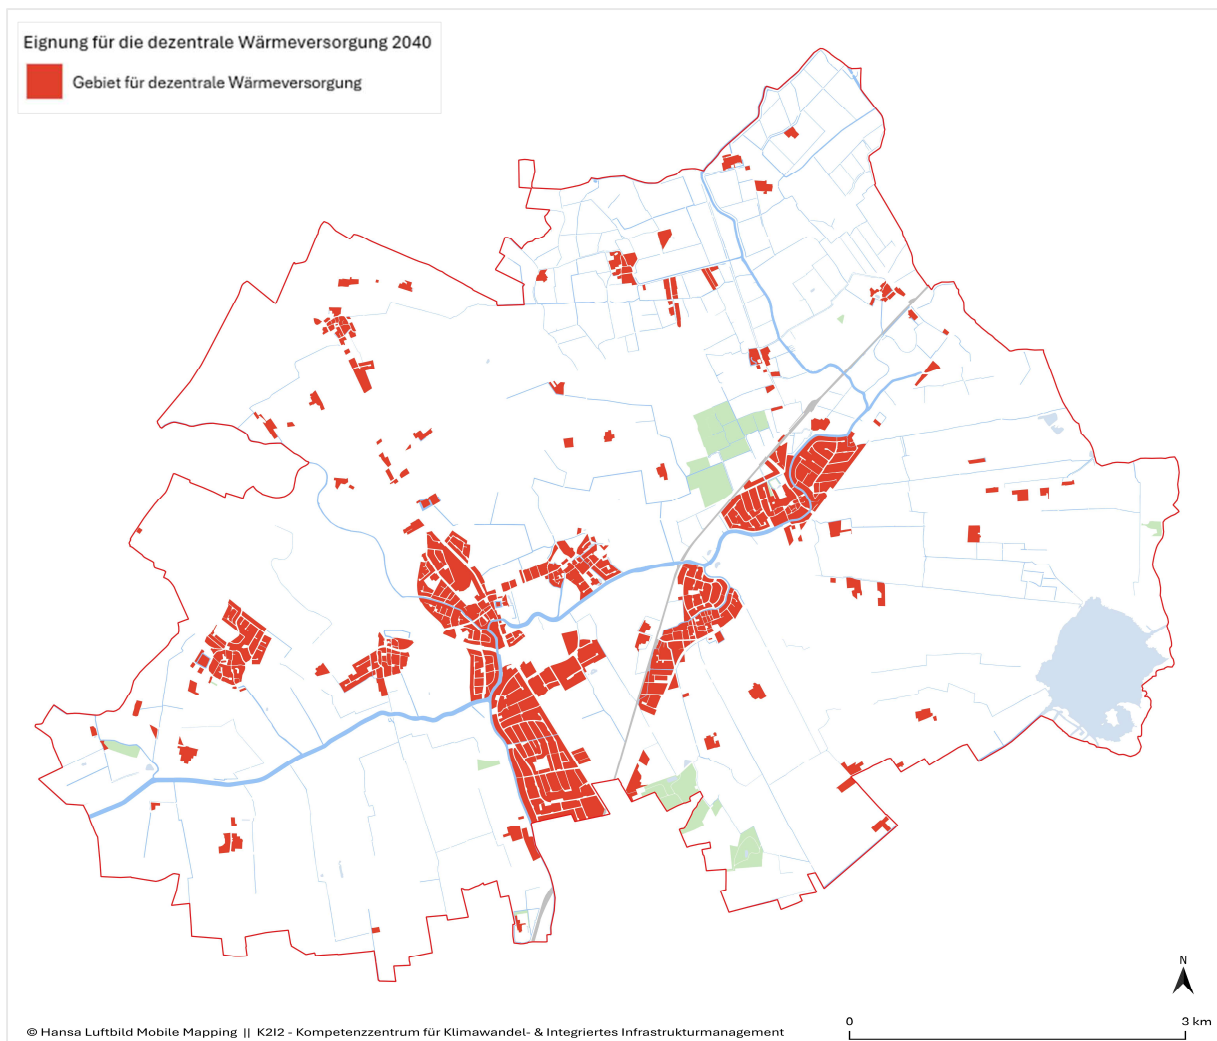 Eignung für die dezentrale Wärmeversorgung 2040
Gebiet für dezentrale Wärmeversorgung
N
© Hansa Luftbild Mobile Mapping || K2I2 - Kompetenzzentrum für Klimawandel- & Integriertes Infrastrukturmanagement
0 3 km